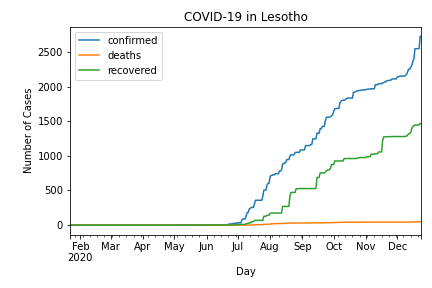 COVID-19 in Lesotho
confirmed
deaths
recovered
Number of Cases
2500
2000
1500
1000
500
0
Feb Mar Apr May Jun Jul Aug Sep Oct Nov Dec
2020
Day